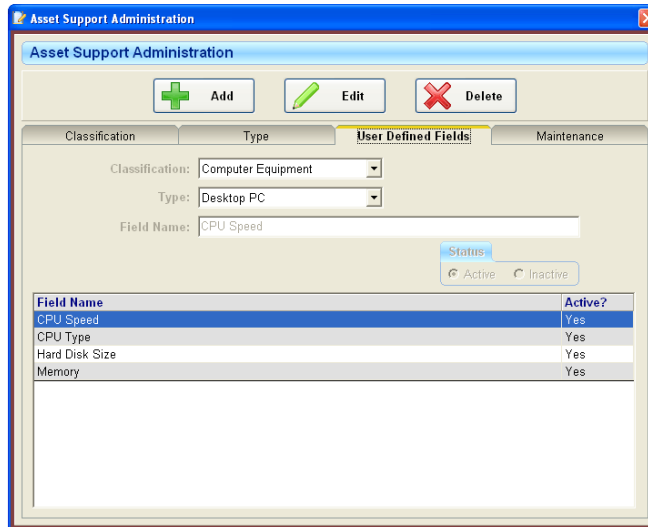 Asset Support Administration
Asset Support Administration
Add Edit Delete
Classification Type User Defined Fields Maintenance
Classification: Computer Equipment
Type: Desktop PC
Field Name: CPU Speed
Status
Active Inactive
Field Name Active?
CPU Speed Yes
CPU Type Yes
Hard Disk Size Yes
Memory Yes